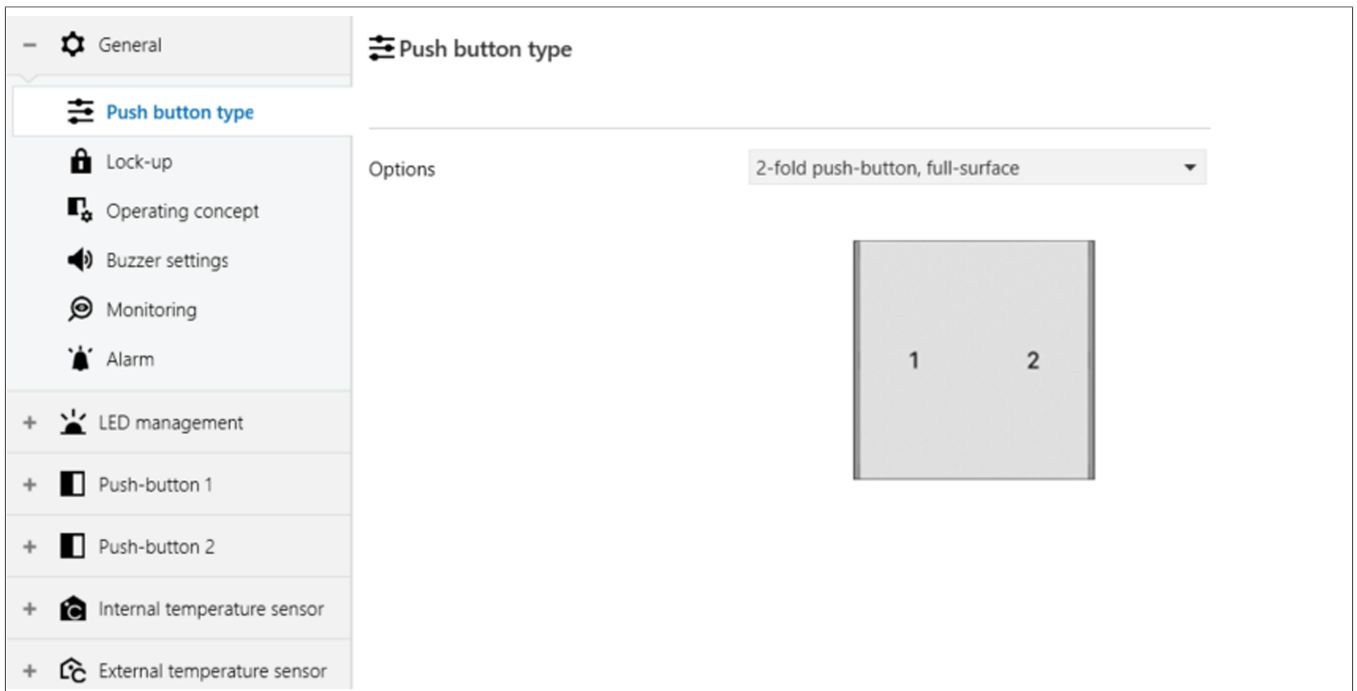 General
Push button type
Lock-up
Operating concept
Buzzer settings
Monitoring
Alarm
LED management
Push-button 1
Push-button 2
Internal temperature sensor
External temperature sensor
Push button type
Options
2-fold push-button, full-surface
1 2